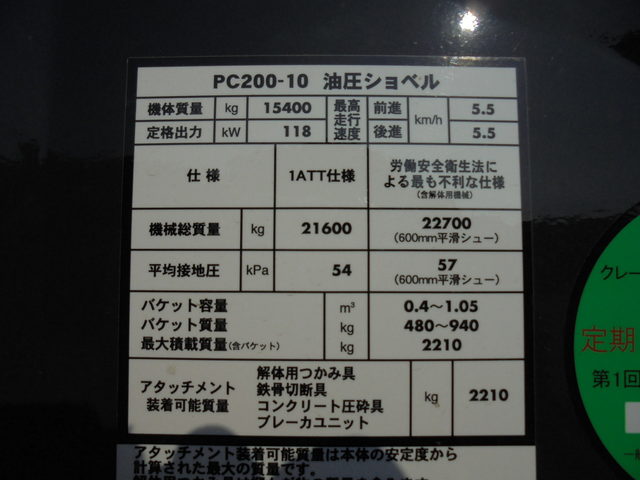 PC200-10 油圧ショベル
機体質量 kg 15400 最高走行速度 前進 km/h 5.5
定格出力 kW 118 後進 5.5
仕様 1ATT仕様 労働安全衛生法による最も不利な仕様 (含解体用機械)
機械総質量 kg 21600 22700 (600mm平滑シュー)
平均接地圧 kPa 54 57 (600mm平滑シュー)
バケット容量 m³ 0.4～1.05
バケット質量 kg 480～940
最大積載質量(含バケット) kg 2210
アタッチメント装着可能質量 解体用つかみ具 kg 2210
鉄骨切断具
コンクリート圧砕具
ブレーカユニット
アタッチメント装着可能質量は本体の安定度から
計算された最大の質量です。
クレー
定期
第1回